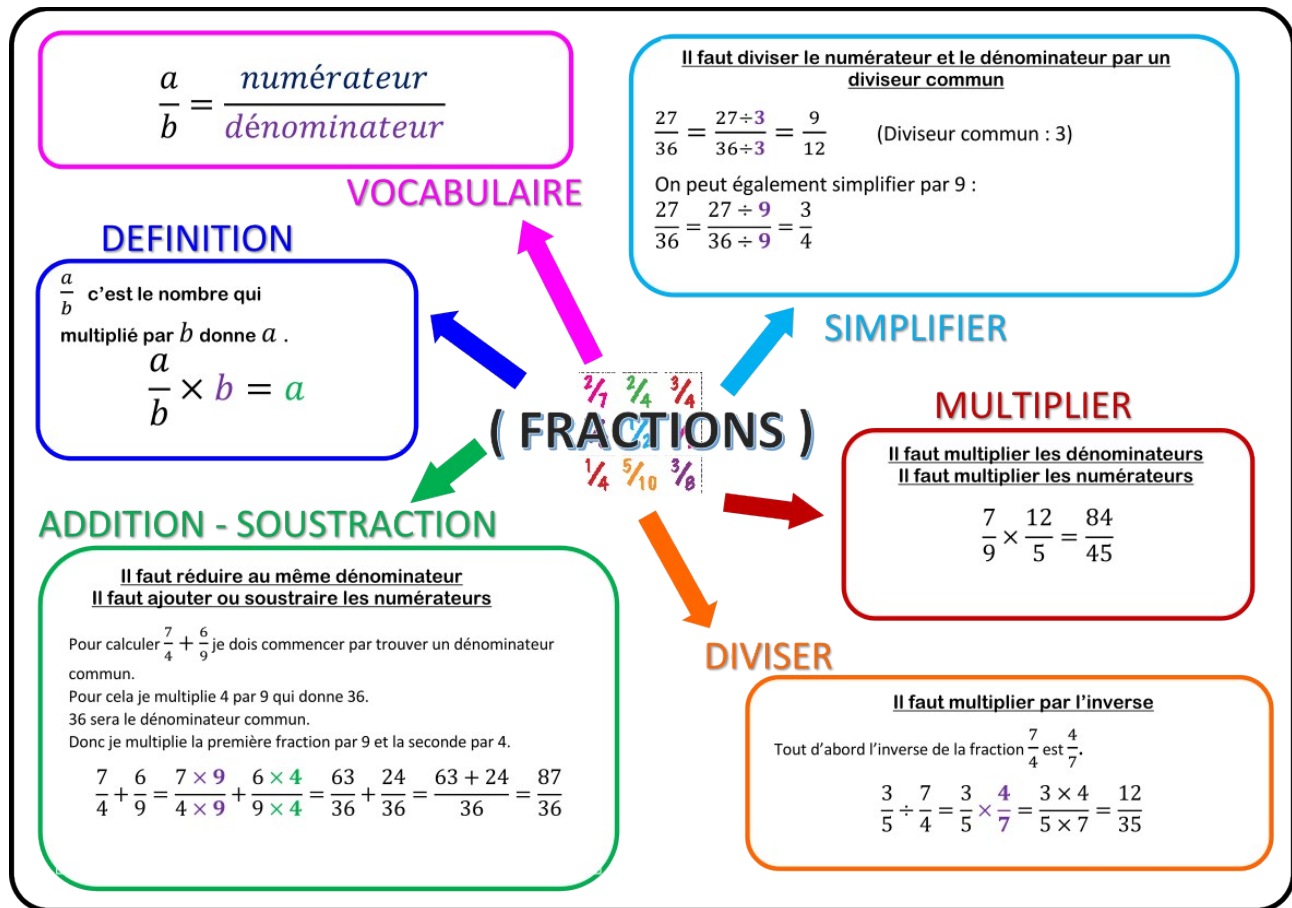 a/b = numérateur/dénominateur
VOCABULAIRE
DEFINITION
a/b c'est le nombre qui
multiplié par b donne a .
a/b × b = a
Il faut diviser le numérateur et le dénominateur par un
diviseur commun
27/36 = 27÷3/36÷3 = 9/12 (Diviseur commun : 3)
On peut également simplifier par 9 :
27/36 = 27 ÷ 9/36 ÷ 9 = 3/4
SIMPLIFIER
2/7 2/4 3/4
( FRACTIONS )
1/2
1/4 5/10 3/8
MULTIPLIER
Il faut multiplier les dénominateurs
Il faut multiplier les numérateurs
7/9 × 12/5 = 84/45
ADDITION - SOUSTRACTION
Il faut réduire au même dénominateur
Il faut ajouter ou soustraire les numérateurs
Pour calculer 7/4 + 6/9 je dois commencer par trouver un dénominateur
commun.
Pour cela je multiplie 4 par 9 qui donne 36.
36 sera le dénominateur commun.
Donc je multiplie la première fraction par 9 et la seconde par 4.
7/4 + 6/9 = 7 × 9/4 × 9 + 6 × 4/9 × 4 = 63/36 + 24/36 = 63 + 24/36 = 87/36
DIVISER
Il faut multiplier par l'inverse
Tout d'abord l'inverse de la fraction 7/4 est 4/7.
3/5 ÷ 7/4 = 3/5 × 4/7 = 3 × 4/5 × 7 = 12/35